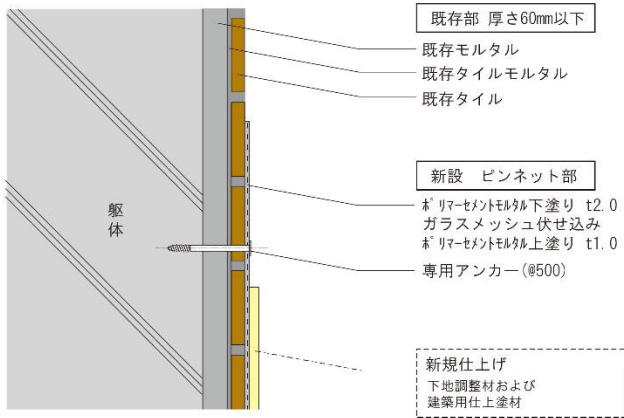 既存部 厚さ60mm以下
既存モルタル
既存タイルモルタル
既存タイル
躯体
新設 ピンネット部
ﾎﾟﾘﾏｰｾﾒﾝﾄﾓﾙﾀﾙ下塗り t2.0
ガラスメッシュ伏せ込み
ﾎﾟﾘﾏｰｾﾒﾝﾄﾓﾙﾀﾙ上塗り t1.0
専用アンカー(@500)
新規仕上げ
下地調整材および
建築用仕上塗材